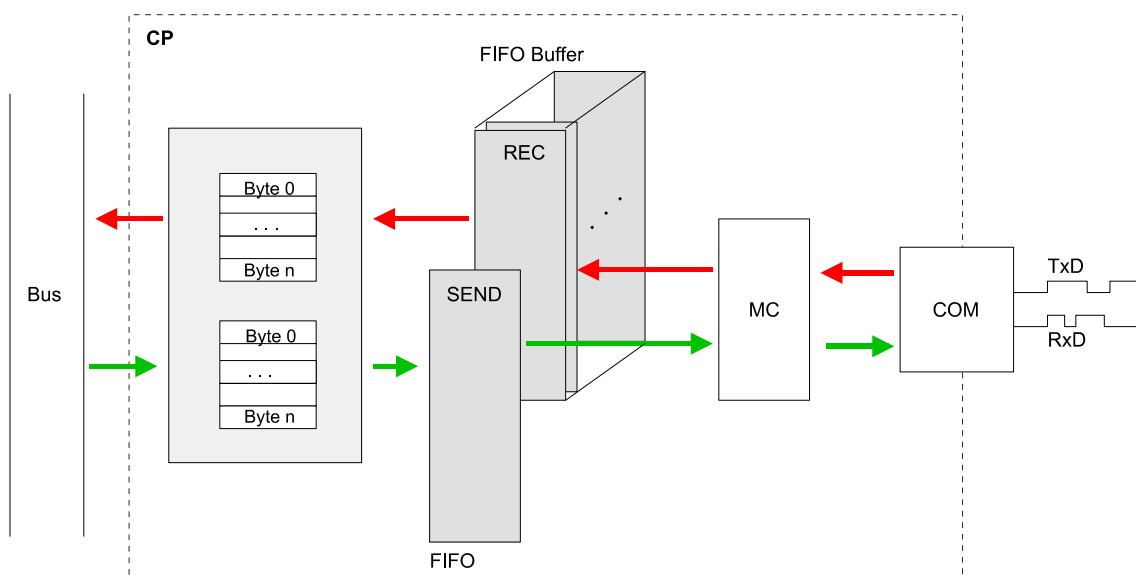 CP
FIFO Buffer
REC
Byte 0
. . .
Byte n
Bus
SEND
MC
COM
TxD
RxD
Byte 0
. . .
Byte n
FIFO